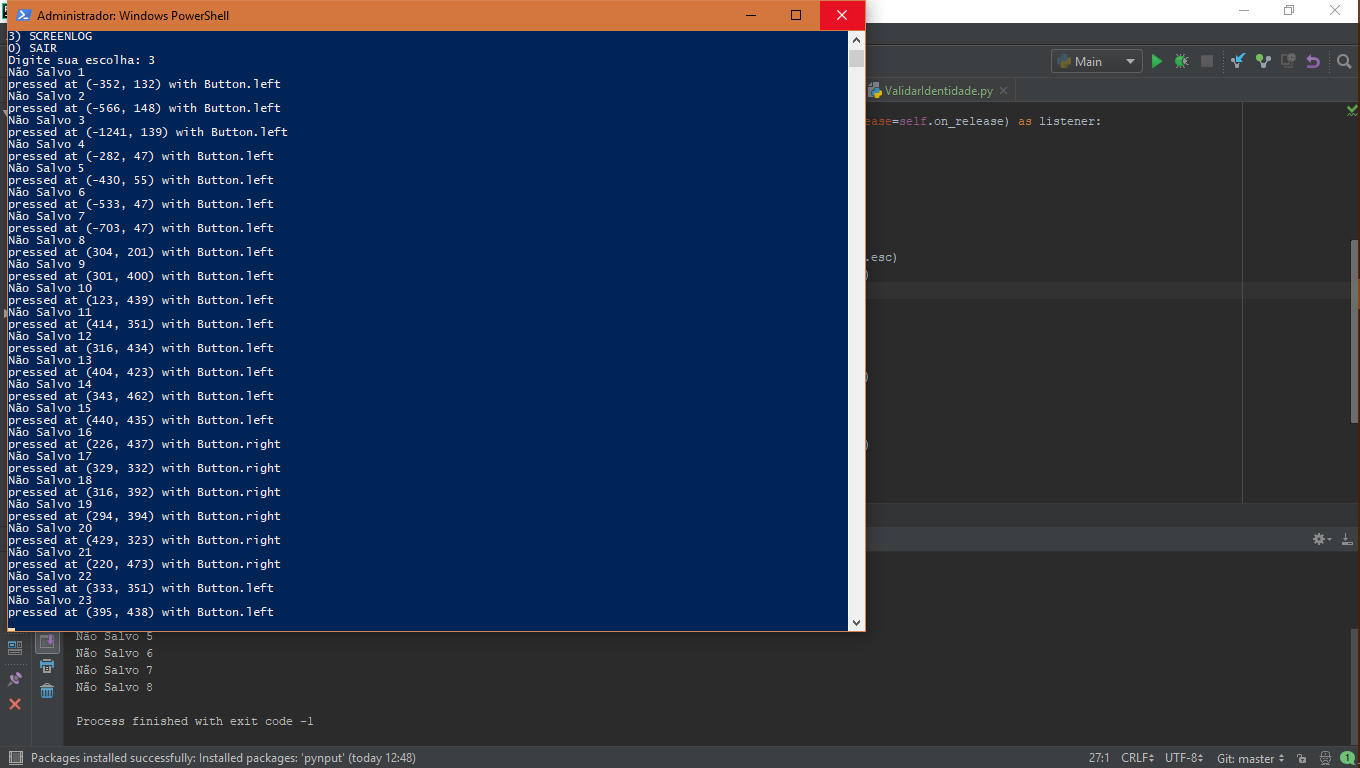 Administrador: Windows PowerShell
3) SCREENLOG
0) SAIR
Digite sua escolha: 3
Não Salvo 1
pressed at (-352, 132) with Button.left
Não Salvo 2
pressed at (-566, 148) with Button.left
Não Salvo 3
pressed at (-1241, 139) with Button.left
Não Salvo 4
pressed at (-282, 47) with Button.left
Não Salvo 5
pressed at (-430, 55) with Button.left
Não Salvo 6
pressed at (-533, 47) with Button.left
Não Salvo 7
pressed at (-703, 47) with Button.left
Não Salvo 8
pressed at (304, 201) with Button.left
Não Salvo 9
pressed at (301, 400) with Button.left
Não Salvo 10
pressed at (123, 439) with Button.left
Não Salvo 11
pressed at (414, 351) with Button.left
Não Salvo 12
pressed at (316, 434) with Button.left
Não Salvo 13
pressed at (404, 423) with Button.left
Não Salvo 14
pressed at (343, 462) with Button.left
Não Salvo 15
pressed at (440, 435) with Button.left
Não Salvo 16
pressed at (226, 437) with Button.right
Não Salvo 17
pressed at (329, 332) with Button.right
Não Salvo 18
pressed at (316, 392) with Button.right
Não Salvo 19
pressed at (294, 394) with Button.right
Não Salvo 20
pressed at (429, 323) with Button.right
Não Salvo 21
pressed at (220, 473) with Button.right
Não Salvo 22
pressed at (333, 351) with Button.left
Não Salvo 23
pressed at (395, 438) with Button.left
Main
ValidarIdentidade.py
ease=self.on_release) as listener:
.esc)
)
)
)
Não Salvo 5
Não Salvo 6
Não Salvo 7
Não Salvo 8
Process finished with exit code -1
Packages installed successfully: Installed packages: 'pynput' (today 12:48)
27:1 CRLF UTF-8 Git: master 1